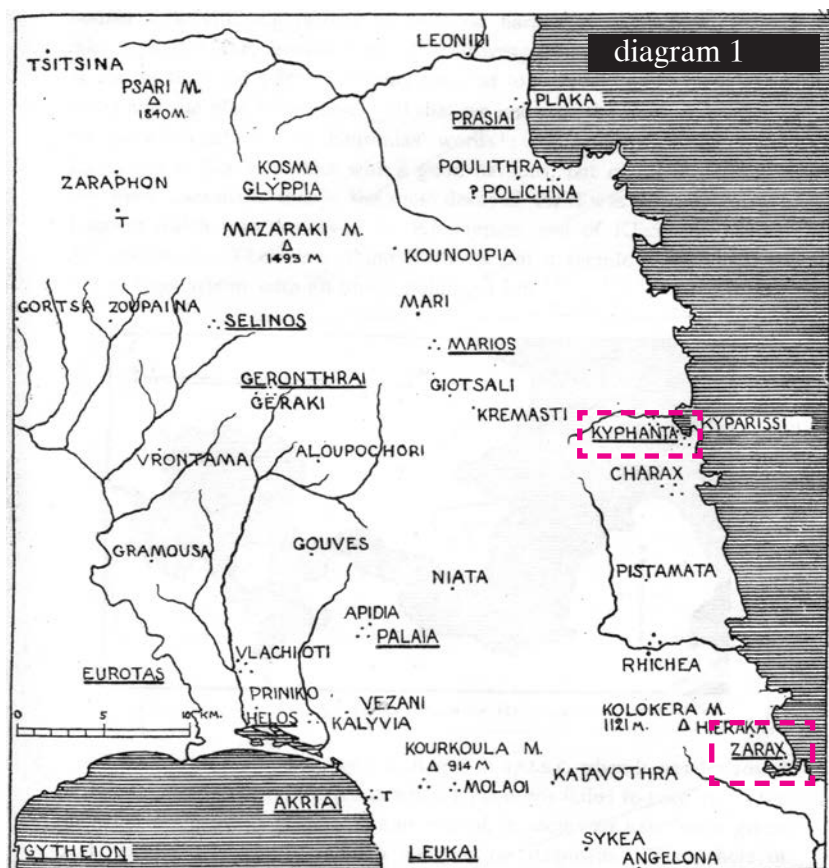 diagram 1
LEONIDI
TSITSINA
PSARI M.
1840 M.
PLAKA
PRASIAI
KOSMA
GLYPPIA
POULITHRA
? POLICHNA
ZARAPHON
T
MAZARAKI M.
1493 M
KOUNOUPIA
GORTSA
ZOUPAINA
SELINOS
MARI
MARIOS
GERONTHRAI
GERAKI
GIOTSALI
KREMASTI
KYPARISSI
KYPHANTA
VRONTAMA
ALOUPOCHORI
CHARAX
GRAMOUSA
GOUVES
NIATA
PISTAMATA
APIDIA
PALAIA
VLACHIOTI
RHICHEA
EUROTAS
PRINIKO
HELOS
VEZANI
KALYVIA
0 5 10 KM.
KOLOKERA M.
1121 M.
HIERAKA
ZARAX
KOURKOULA M.
914 M
MOLAOI
KATAVOTHRA
AKRIAI
T
GYTHEION
LEUKAI
SYKEA
ANGELONA